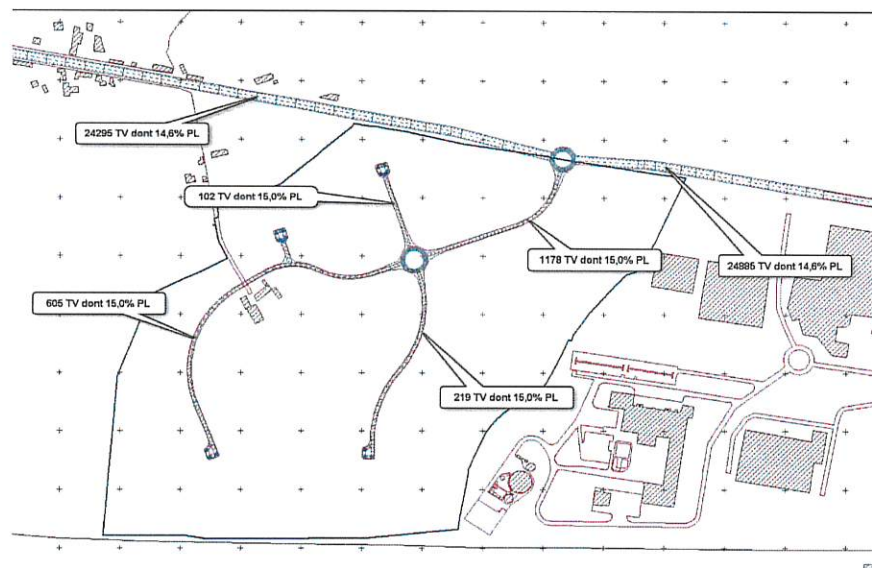 24295 TV dont 14,6% PL
102 TV dont 15,0% PL
1178 TV dont 15,0% PL
24885 TV dont 14,6% PL
605 TV dont 15,0% PL
219 TV dont 15,0% PL